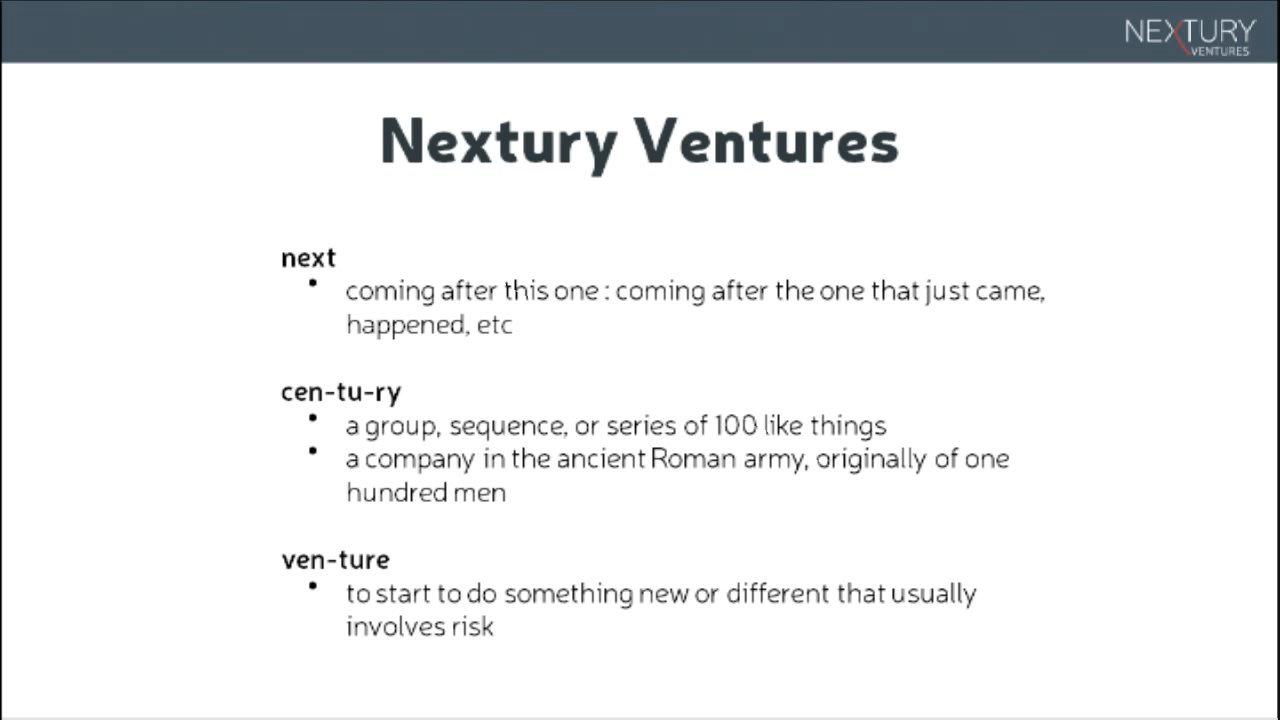 NEXTURY
VENTURES
Nextury Ventures
next
• coming after this one : coming after the one that just came,
happened, etc
cen-tu-ry
• a group, sequence, or series of 100 like things
• a company in the ancient Roman army, originally of one
hundred men
ven-ture
• to start to do something new or different that usually
involves risk